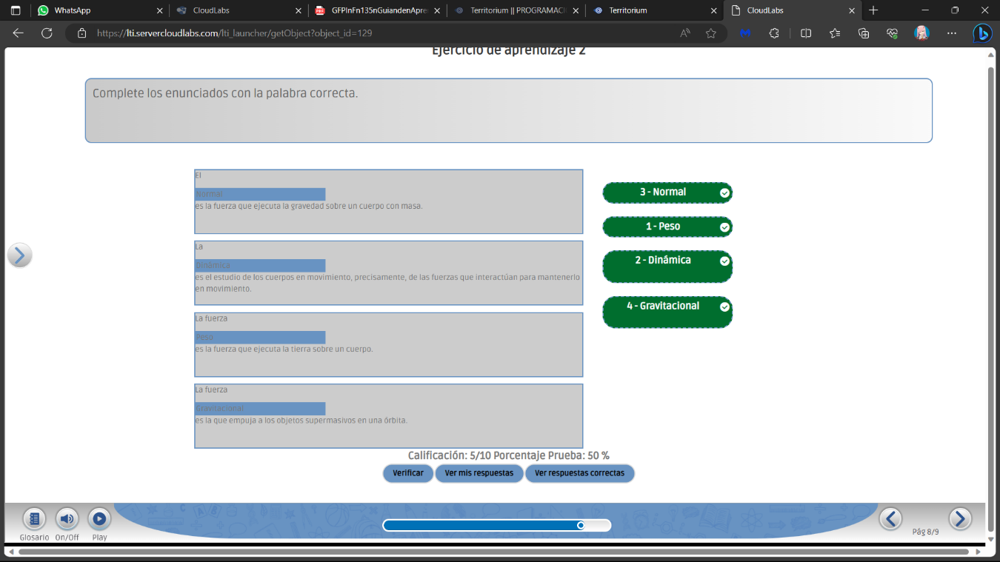 WhatsApp
CloudLabs
GFPInFn135nGuiandenApre
Territorium || PROGRAMACI
Territorium
CloudLabs
https://lti.servercloudlabs.com/lti_launcher/getObject?object_id=129
Ejercicio de aprendizaje 2
Complete los enunciados con la palabra correcta.
El
Normal
es la fuerza que ejecuta la gravedad sobre un cuerpo con masa.
La
Dinámica
es el estudio de los cuerpos en movimiento, precisamente, de las fuerzas que interactúan para mantenerlo
en movimiento.
La fuerza
Peso
es la fuerza que ejecuta la tierra sobre un cuerpo.
La fuerza
Gravitacional
es la que empuja a los objetos supermasivos en una órbita.
3 - Normal
1 - Peso
2 - Dinámica
4 - Gravitacional
Calificación: 5/10 Porcentaje Prueba: 50 %
Verificar
Ver mis respuestas
Ver respuestas correctas
Glosario
On/Off
Play
Pág 8/9